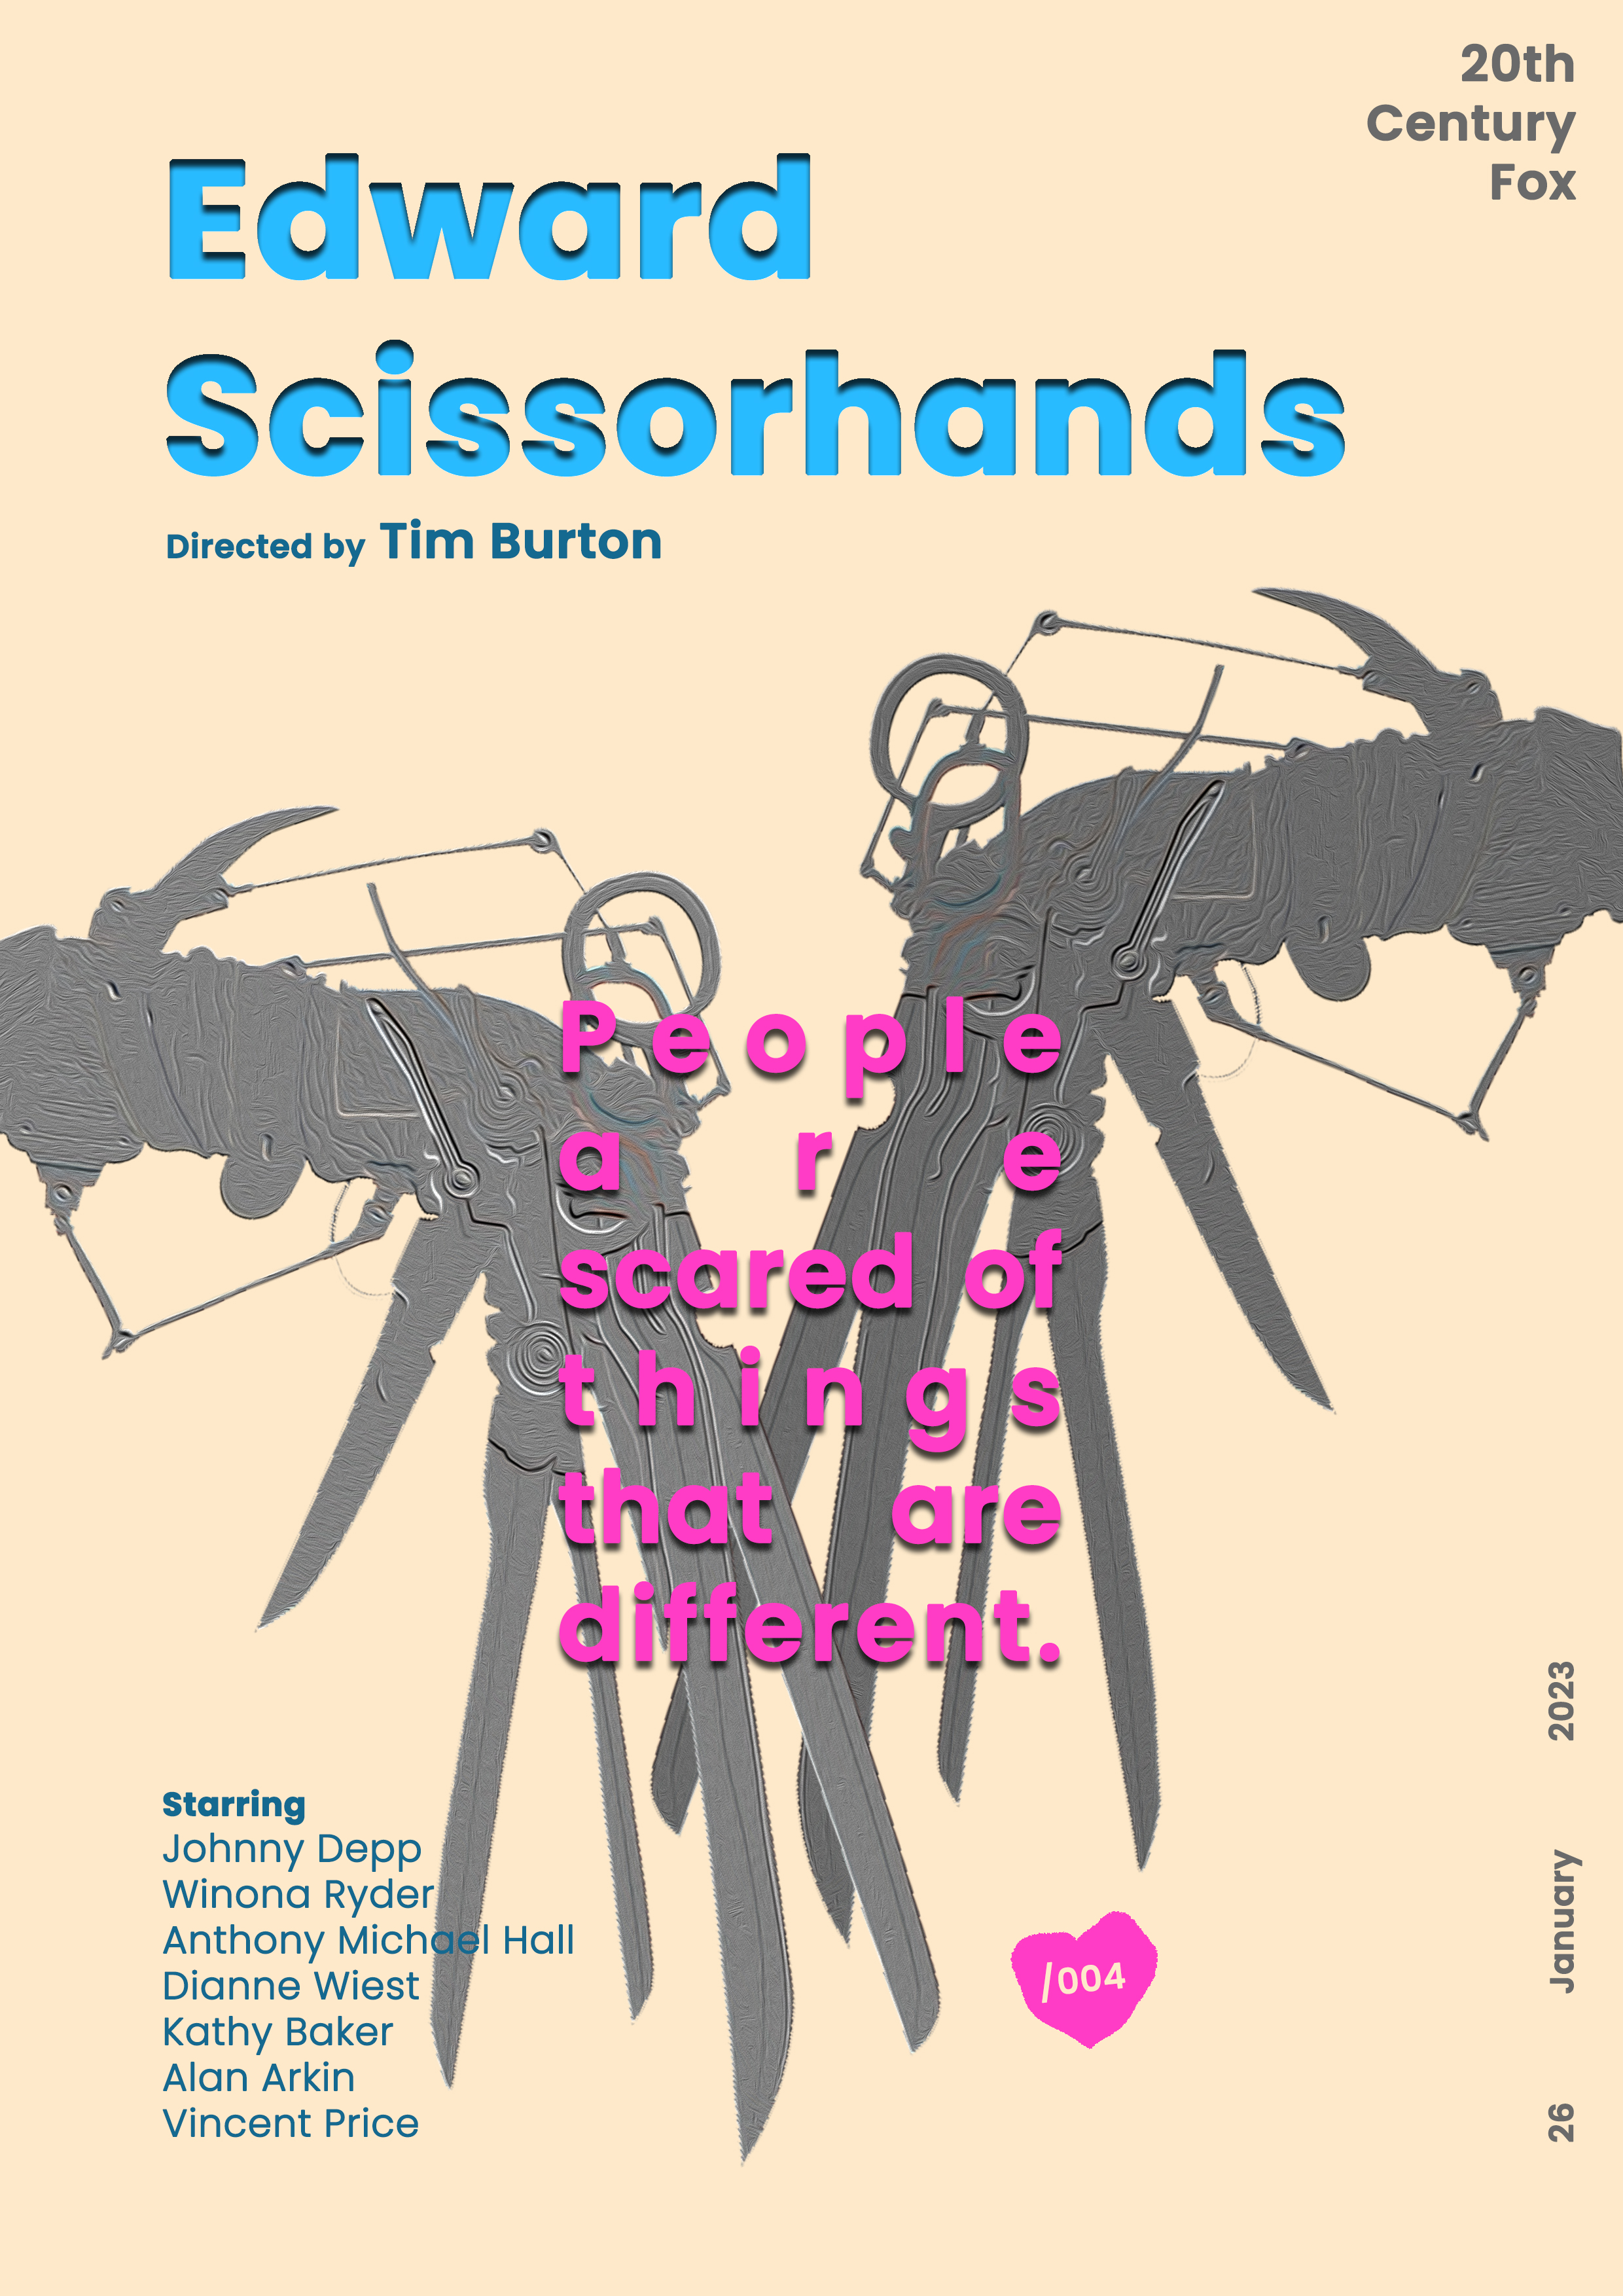 20th
Century
Fox
Edward
Scissorhands
Directed by Tim Burton
People
are
scared of
things
that are
different.
Starring
Johnny Depp
Winona Ryder
Anthony Michael Hall
Dianne Wiest
Kathy Baker
Alan Arkin
Vincent Price
/004
26 January 2023